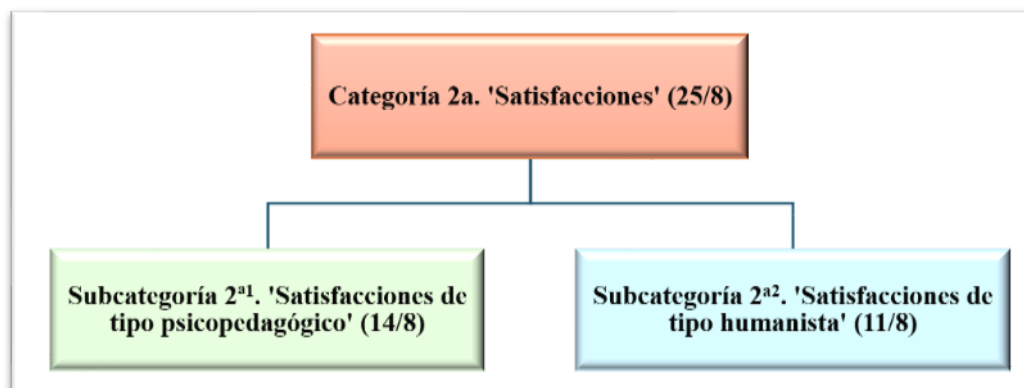 Categoría 2a. 'Satisfacciones' (25/8)
Subcategoría 2ᵃ¹. 'Satisfacciones de
tipo psicopedagógico' (14/8)
Subcategoría 2ᵃ². 'Satisfacciones de
tipo humanista' (11/8)